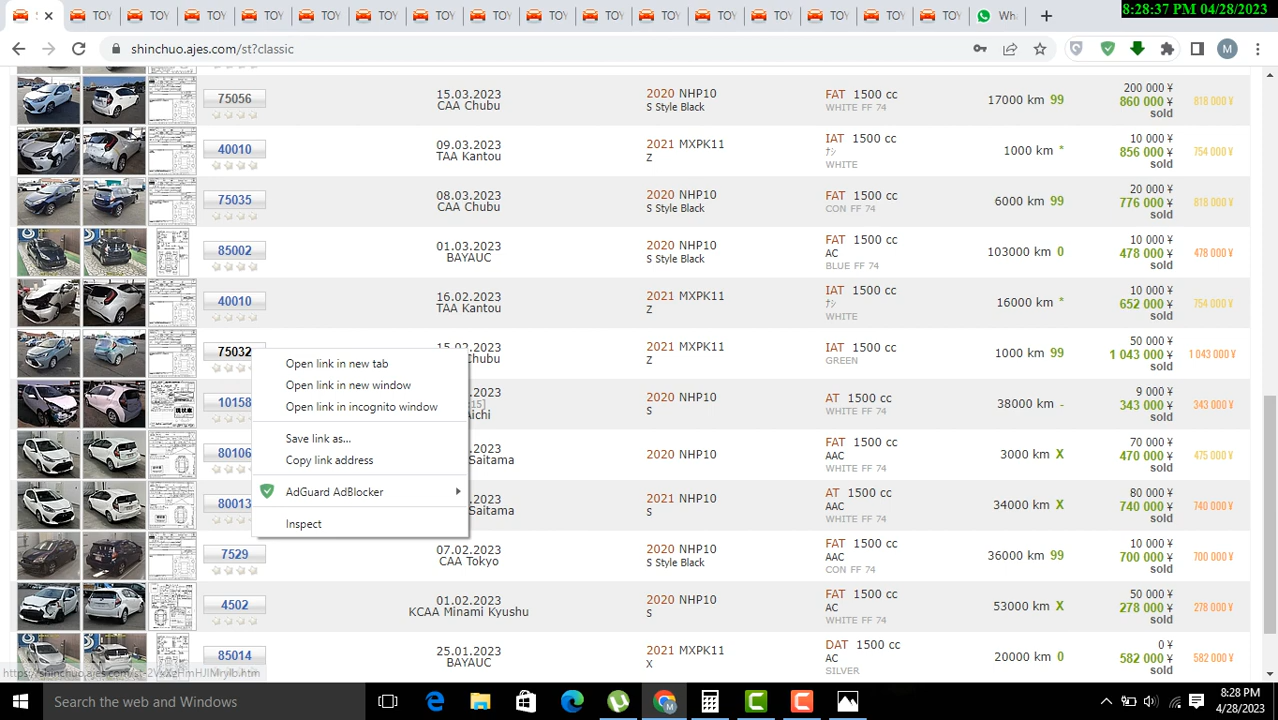 TOY TOY TOY TOY TOY TOY TOY TOY TOY TOY TOY TOY TOY TOY TOY W
8:28:37 PM 04/28/2023
shinchuo.ajes.com/st?classic
M
75056 15.03.2023 2020 NHP10 FAT 1500 cc 17000 km 99 200 000 ¥ 818 000 ¥
CAA Chubu S Style Black WHITE FF 74 860 000 ¥
sold
40010 09.03.2023 2021 MXPK11 IAT 1500 cc 1000 km * 10 000 ¥ 754 000 ¥
TAA Kantou Z ﾅｼ 856 000 ¥
WHITE sold
75035 08.03.2023 2020 NHP10 FAT 1500 cc 6000 km 99 20 000 ¥ 818 000 ¥
CAA Chubu S Style Black CON FF 74 776 000 ¥
sold
85002 01.03.2023 2020 NHP10 FAT 1500 cc 103000 km 0 10 000 ¥ 478 000 ¥
BAYAUC S Style Black AC 478 000 ¥
BLUE FF 74 sold
40010 16.02.2023 2021 MXPK11 IAT 1500 cc 16000 km * 10 000 ¥ 754 000 ¥
TAA Kantou Z ﾅｼ 652 000 ¥
WHITE sold
75032 15.02.2023 2021 MXPK11 IAT 1500 cc 1000 km 99 50 000 ¥ 1 043 000 ¥
Chubu Z GREEN 1 043 000 ¥
sold
Open link in new tab
Open link in new window
Open link in incognito window
Save link as...
Copy link address
AdGuard AdBlocker
Inspect
10158 2023 2020 NHP10 AT 1500 cc 38000 km 9 000 ¥ 343 000 ¥
Aichi S WHITE 343 000 ¥
sold
80106 2023 2020 NHP10 FAT 1500 cc X 70 000 ¥ 475 000 ¥
Saitama AAC 470 000 ¥
WHITE FF 74 sold
80013 2023 2021 NHP10 AT 1500 cc 34000 km X 80 000 ¥ 740 000 ¥
Saitama S AAC 740 000 ¥
WHITE FF 74 sold
7529 07.02.2023 2020 NHP10 FAT 1500 cc 36000 km 99 10 000 ¥ 700 000 ¥
CAA Tokyo S Style Black AAC 700 000 ¥
CON FF 74 sold
4502 01.02.2023 2020 NHP10 FAT 1500 cc 53000 km X 50 000 ¥ 278 000 ¥
KCAA Minami Kyushu S AC 278 000 ¥
WHITE FF 74 sold
85014 25.01.2023 2021 MXPK11 DAT 1500 cc 20000 km 0 0 ¥ 582 000 ¥
BAYAUC X AC 582 000 ¥
SILVER sold
Search the web and Windows
8:28 PM
4/28/2023